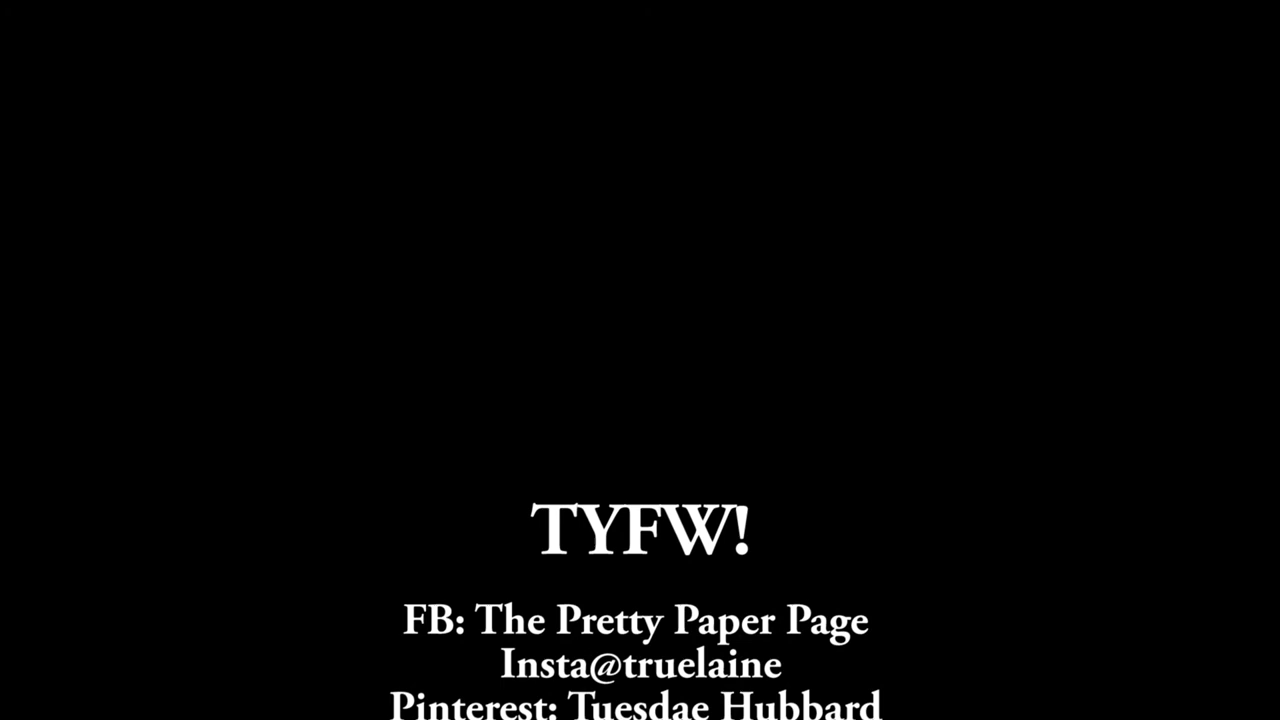 TYFW!
FB: The Pretty Paper Page
Insta@truelaine
Pinterest: Tuesdae Hubbard